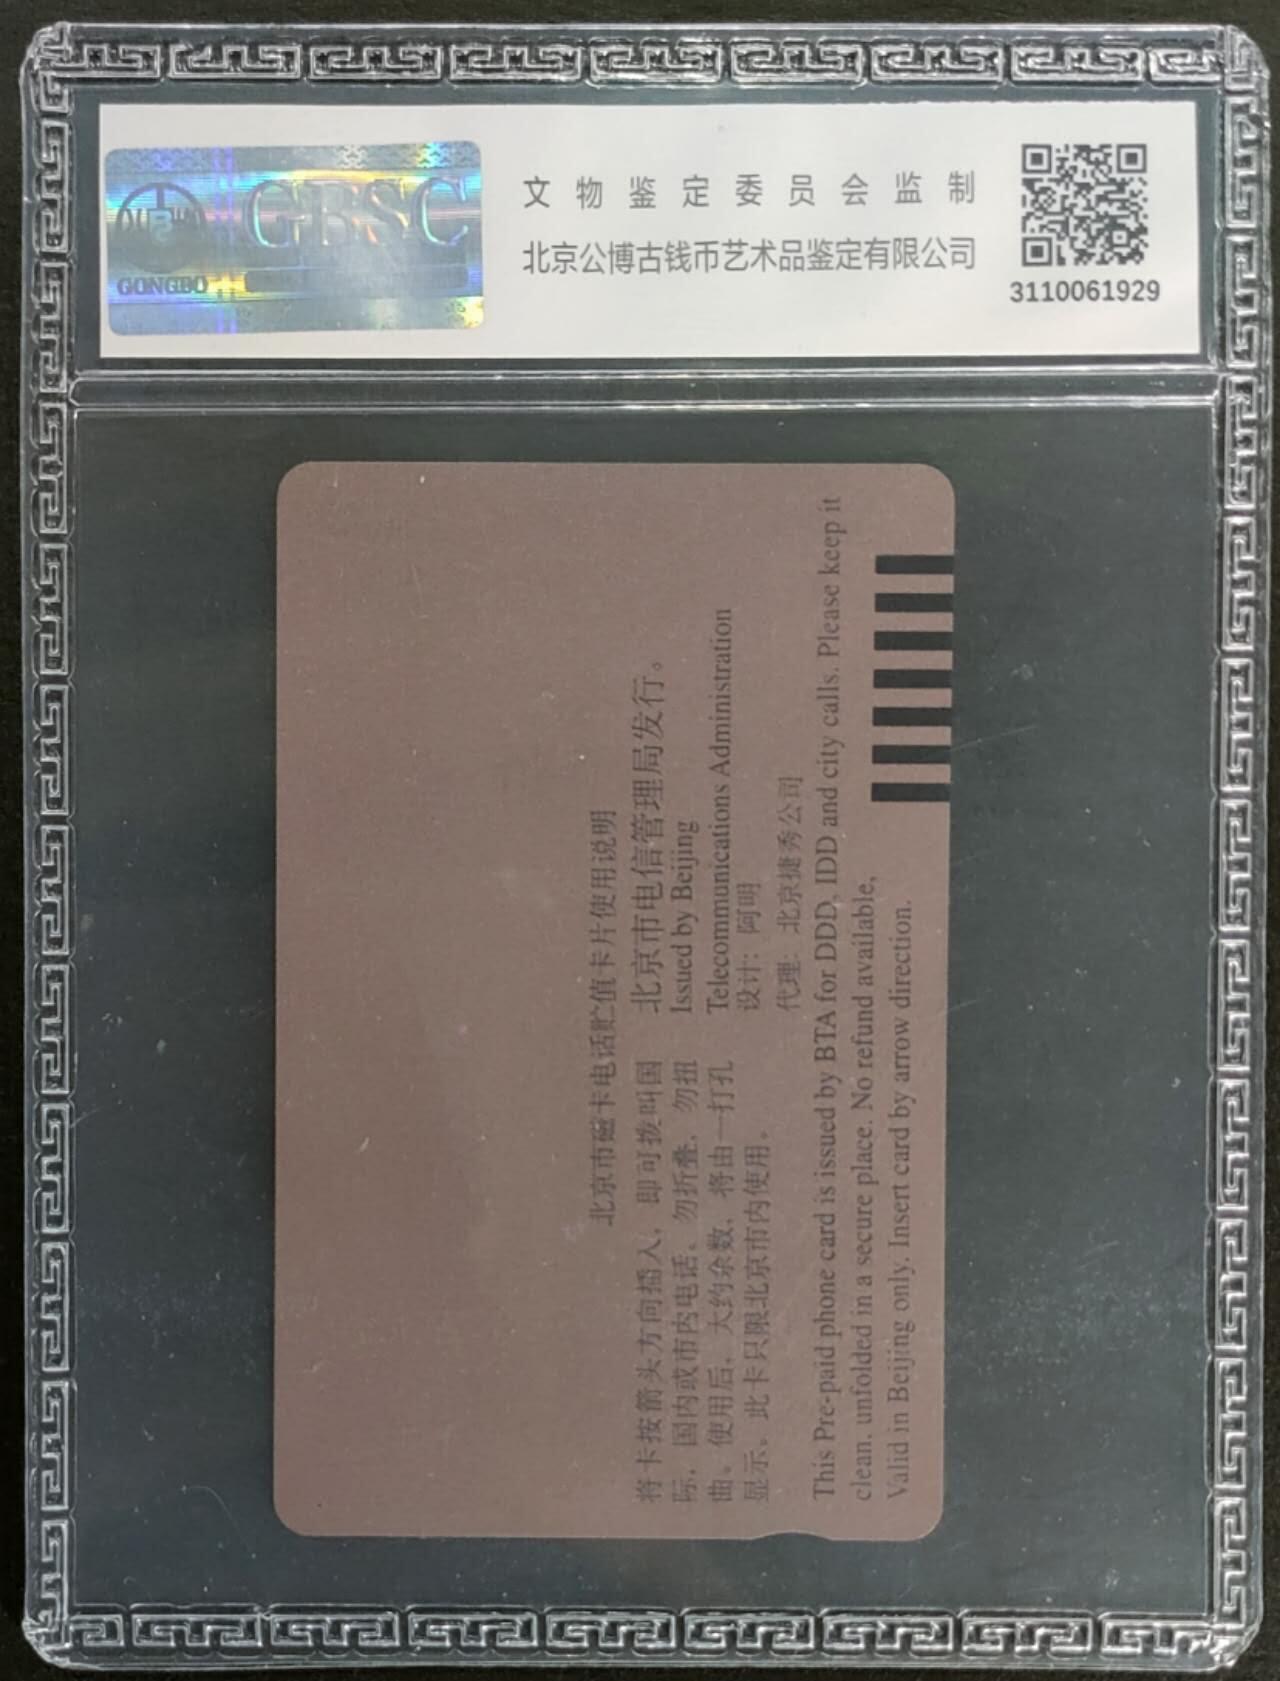 GBSC
GONGBO
文物鉴定委员会监制
北京公博古钱币艺术品鉴定有限公司
3110061929
北京市磁卡电话贮值卡片使用说明
将卡按箭头方向插入，即可拨叫国
际，国内或市内电话。勿折叠，勿扭
曲。使用后，大约余数，将由一打孔
显示。此卡只限北京市内使用。
北京市电信管理局发行。
Issued by Beijing
Telecommunications Administration
设计：阿明
代理：北京捷秀公司
This Pre-paid phone card is issued by BTA for DDD, IDD and city calls. Please keep it
clean, unfolded in a secure place. No refund available,
Valid in Beijing only. Insert card by arrow direction.